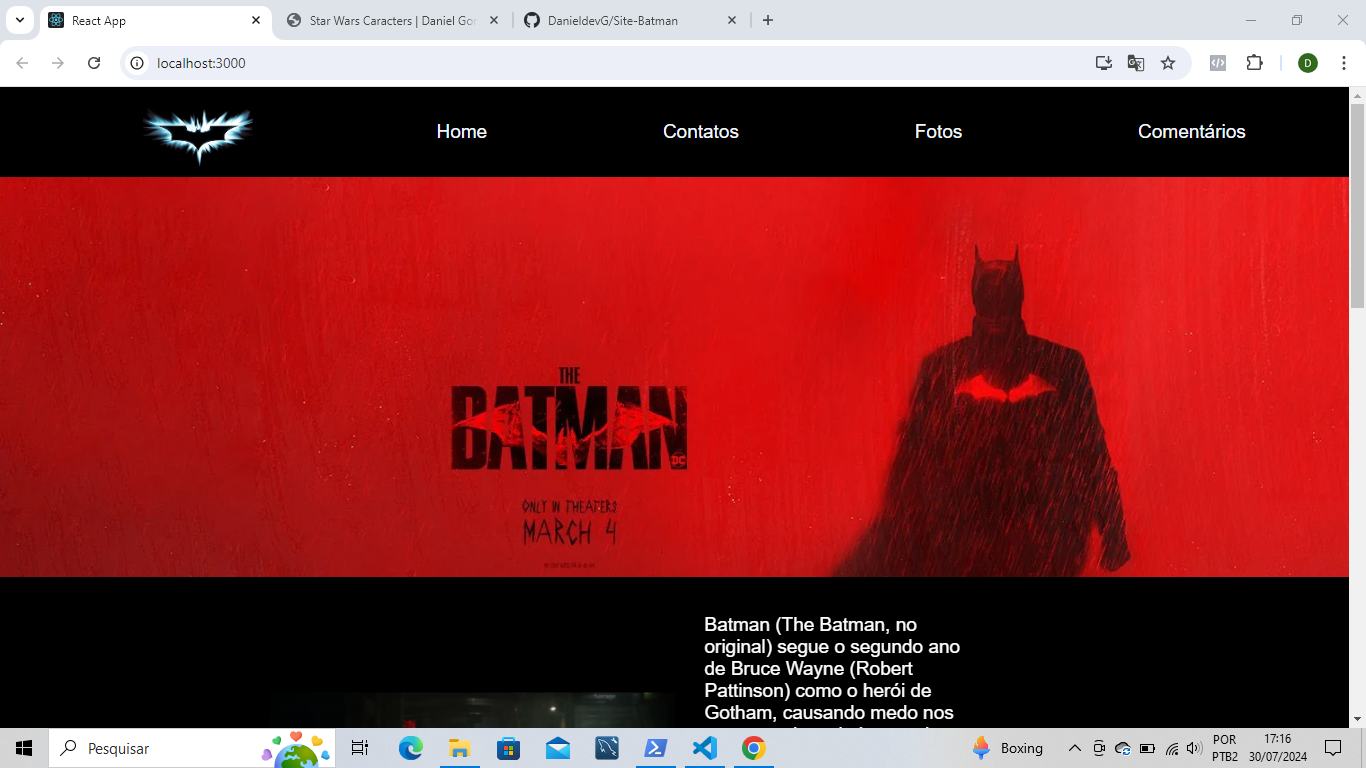 React App
Star Wars Caracters | Daniel Gor
DanieldevG/Site-Batman
localhost:3000
D
Home
Contatos
Fotos
Comentários
THE
BATMAN
DC
ONLY IN THEATERS
MARCH 4
Batman (The Batman, no
original) segue o segundo ano
de Bruce Wayne (Robert
Pattinson) como o herói de
Gotham, causando medo nos
Pesquisar
Boxing
POR
PTB2
17:16
30/07/2024